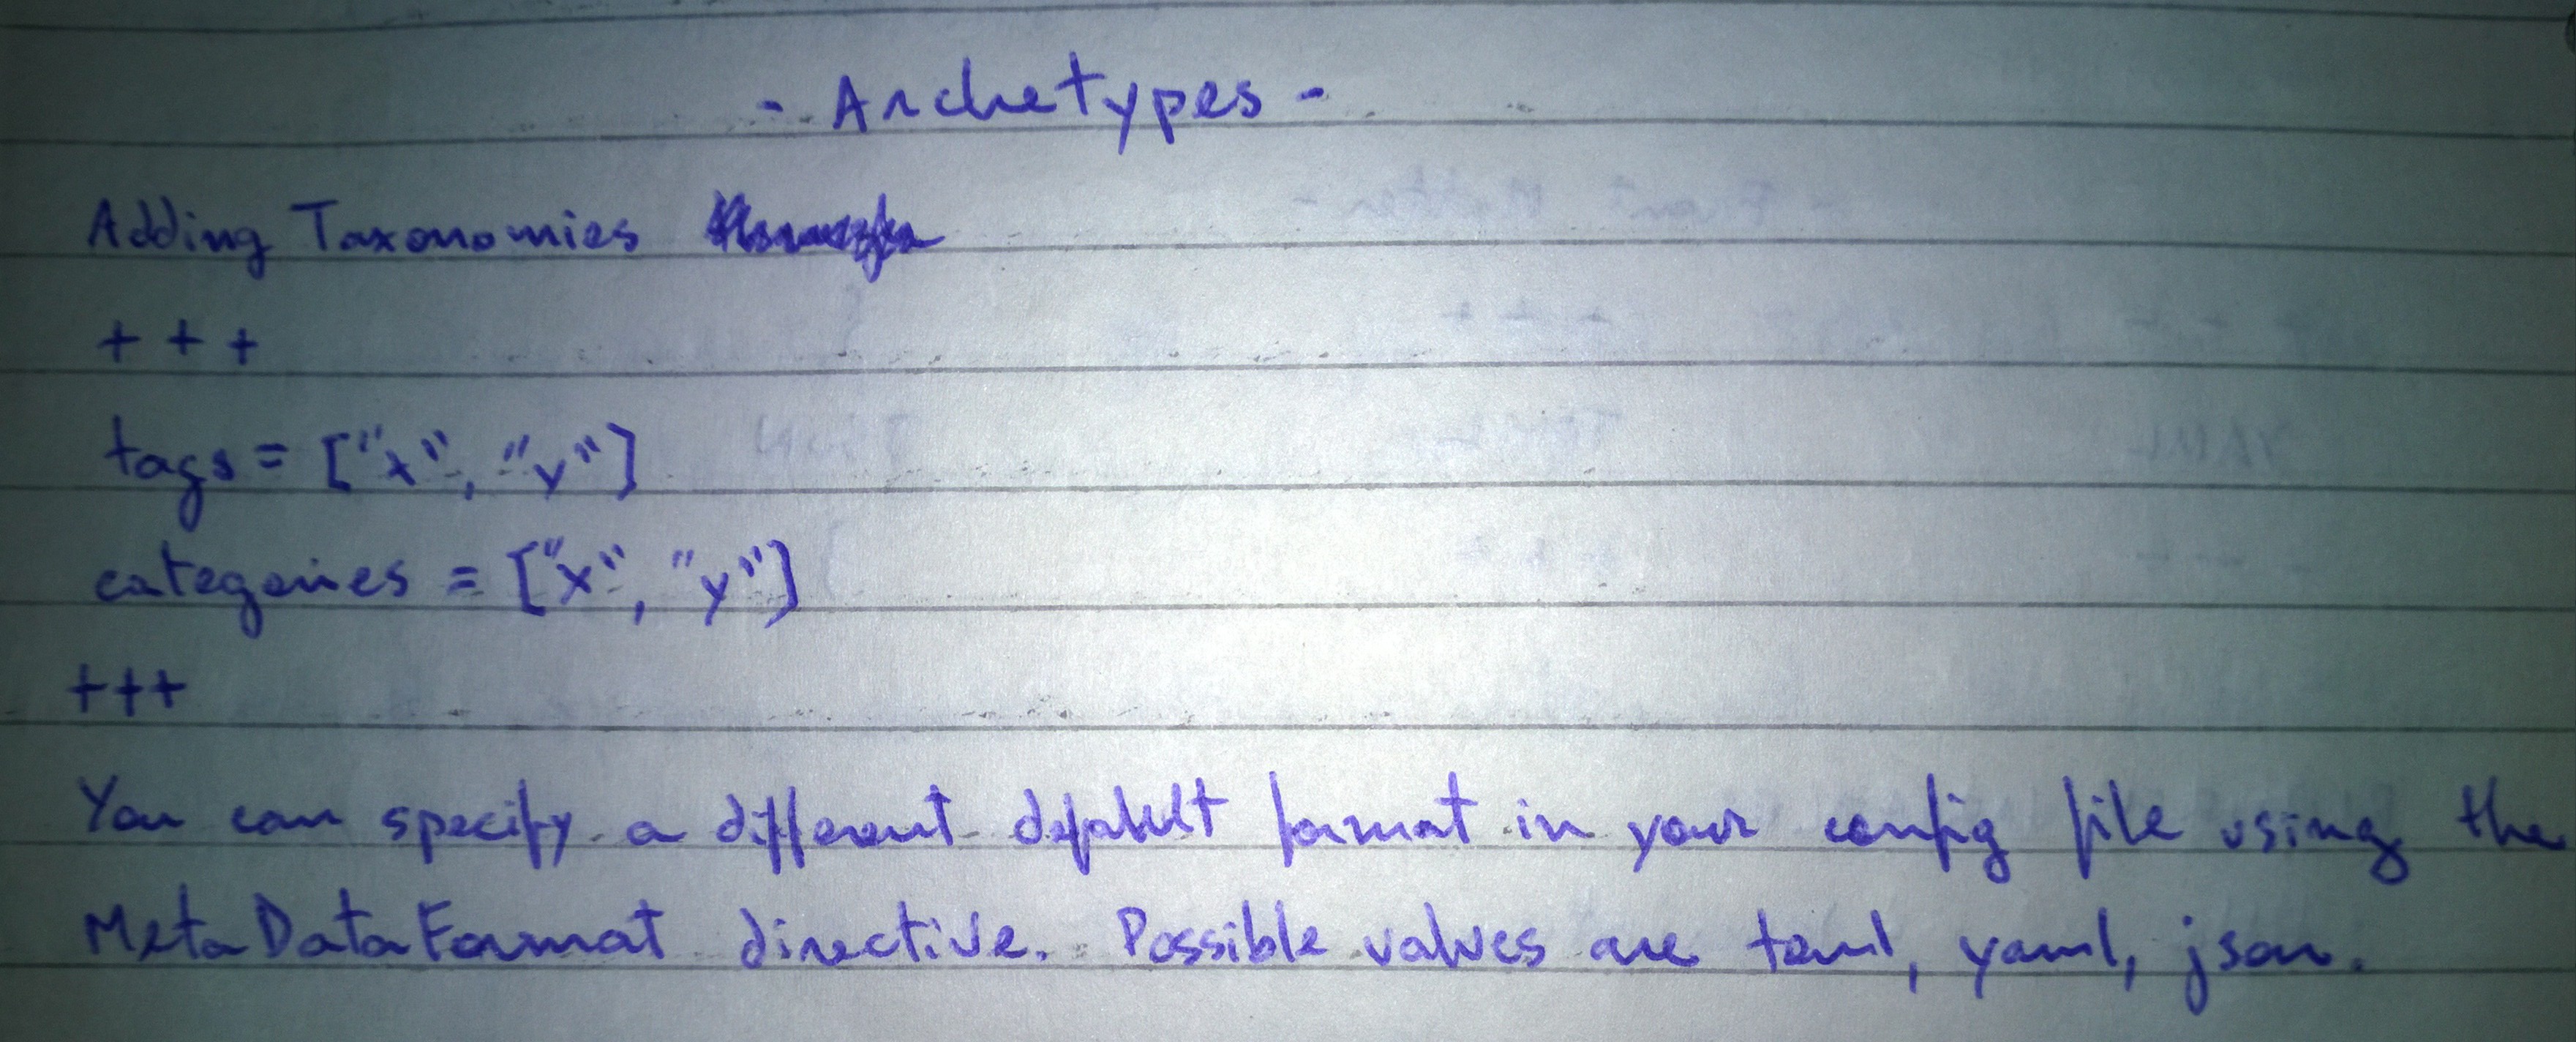 - Archetypes -
Adding Taxonomies
+ + +
tags = ["x", "y"]
categories = ["x", "y"]
+++
You can specify a different default format in your config file using the
MetaDataFormat directive. Possible values are toml, yaml, json.